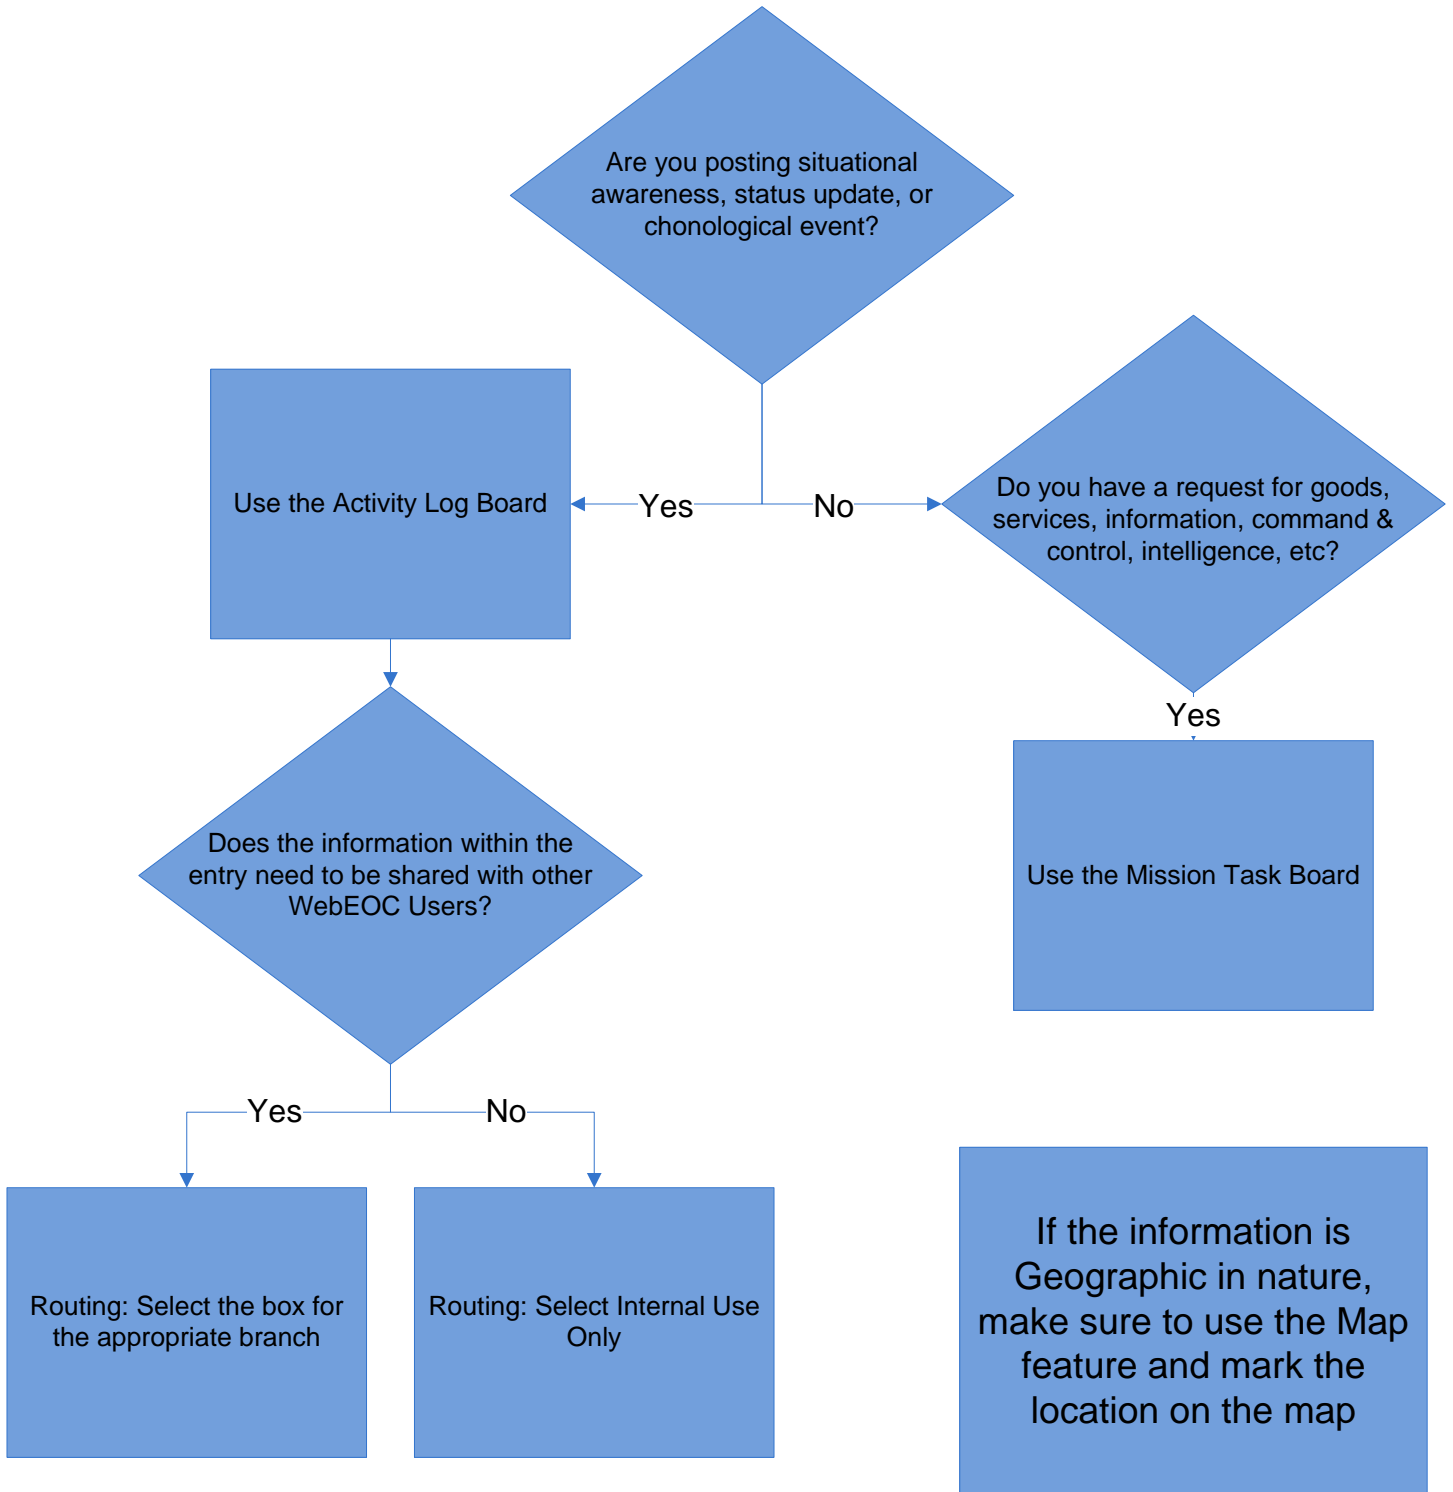 Are you posting situational
awareness, status update, or
chonological event?
Use the Activity Log Board
Yes
No
Do you have a request for goods,
services, information, command &
control, intelligence, etc?
Yes
Use the Mission Task Board
Does the information within the
entry need to be shared with other
WebEOC Users?
Yes
No
Routing: Select the box for
the appropriate branch
Routing: Select Internal Use
Only
If the information is
Geographic in nature,
make sure to use the Map
feature and mark the
location on the map